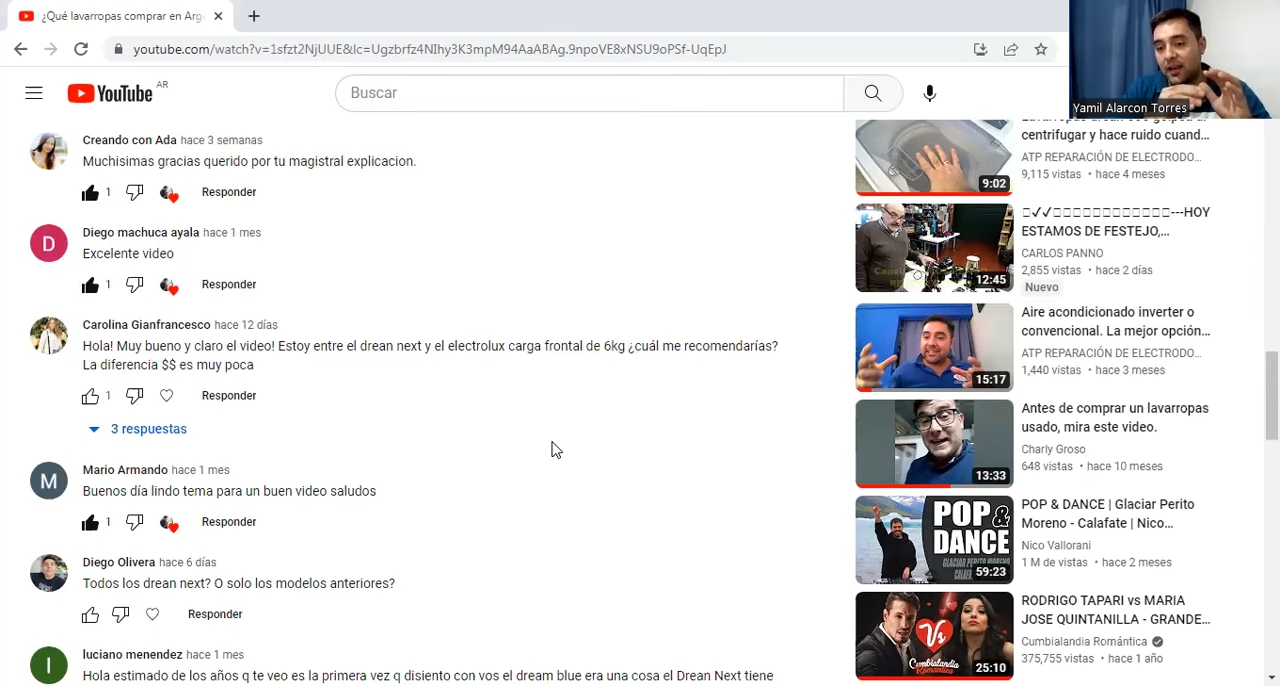 ¿Qué lavarropas comprar en Arge
youtube.com/watch?v=1sfzt2NjUUE&lc=Ugzbrfz4NIhy3K3mpM94AaABAg.9npoVE8xNSU9oPSf-UqEpJ
YouTube AR
Buscar
Yamil Alarcon Torres
Creando con Ada hace 3 semanas
Muchisimas gracias querido por tu magistral explicacion.
1 Responder
Diego machuca ayala hace 1 mes
Excelente video
1 Responder
Carolina Gianfrancesco hace 12 días
Hola! Muy bueno y claro el video! Estoy entre el drean next y el electrolux carga frontal de 6kg ¿cuál me recomendarías?
La diferencia $$ es muy poca
1 Responder
3 respuestas
Mario Armando hace 1 mes
Buenos día lindo tema para un buen video saludos
1 Responder
Diego Olivera hace 6 días
Todos los drean next? O solo los modelos anteriores?
Responder
luciano menendez hace 1 mes
Hola estimado de los años q te veo es la primera vez q disiento con vos el dream blue era una cosa el Drean Next tiene
centrifugar y hace ruido cuand...
ATP REPARACIÓN DE ELECTRODO...
9,115 vistas • hace 4 meses
9:02
---HOY
ESTAMOS DE FESTEJO,...
CARLOS PANNO
2,855 vistas • hace 2 días
Nuevo
12:45
Aire acondicionado inverter o
convencional. La mejor opción...
ATP REPARACIÓN DE ELECTRODO...
1,440 vistas • hace 3 meses
15:17
Antes de comprar un lavarropas
usado, mira este video.
Charly Groso
648 vistas • hace 10 meses
13:33
POP & DANCE | Glaciar Perito
Moreno - Calafate | Nico...
Nico Vallorani
1 M de vistas • hace 2 meses
POP &
DANCE
GLACIAR PERITO MORENO
59:23
RODRIGO TAPARI vs MARIA
JOSE QUINTANILLA - GRANDE...
Cumbialandia Romántica
375,755 vistas • hace 1 año
Vs
Cumbialandia
Romántica
25:10